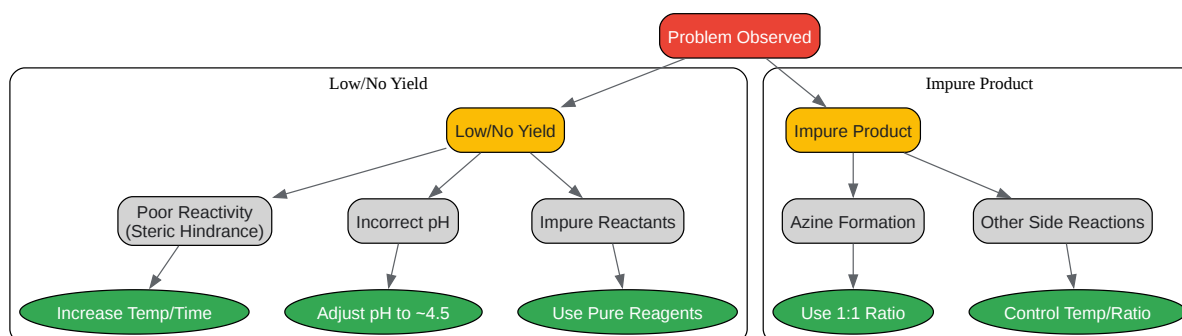 Problem Observed
Low/No Yield
Impure Product
Low/No Yield
Impure Product
Poor Reactivity
(Steric Hindrance)
Incorrect pH
Impure Reactants
Azine Formation
Other Side Reactions
Increase Temp/Time
Adjust pH to ~4.5
Use Pure Reagents
Use 1:1 Ratio
Control Temp/Ratio